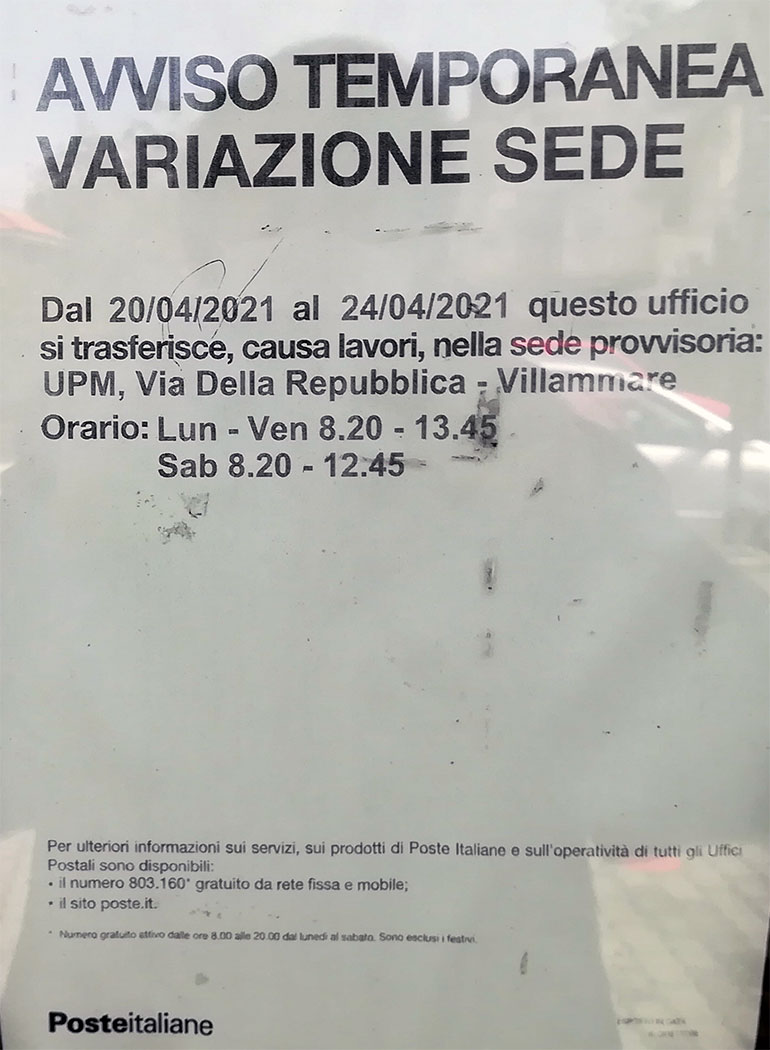 AVVISO TEMPORANEA
VARIAZIONE SEDE
Dal 20/04/2021 al 24/04/2021 questo ufficio
si trasferisce, causa lavori, nella sede provvisoria:
UPM, Via Della Repubblica - Villammare
Orario: Lun - Ven 8.20 - 13.45
Sab 8.20 - 12.45
Per ulteriori informazioni sui servizi, sui prodotti di Poste Italiane e sull'operatività di tutti gli Uffici
Postali sono disponibili:
• il numero 803.160* gratuito da rete fissa e mobile;
• il sito poste.it.
* Numero gratuito attivo dalle ore 8.00 alle 20.00 dal lunedì al sabato. Sono esclusi i festivi.
Posteitaliane